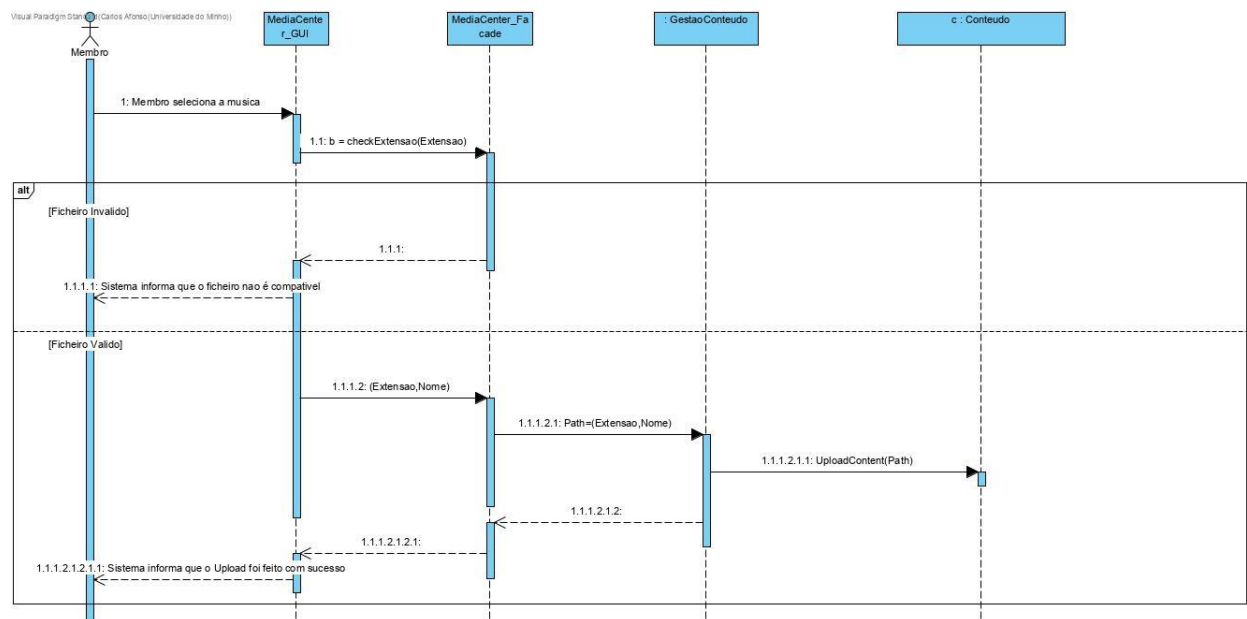 Visual Paradigm Standard(Carlos Afonso(Universidade do Minho))
Membro
MediaCente
r_GUI
MediaCenter_Fa
cade
: GestaoConteudo
c : Conteudo
1: Membro seleciona a musica
1.1: b = checkExtensao(Extensao)
alt
[Ficheiro Invalido]
1.1.1:
1.1.1.1: Sistema informa que o ficheiro nao é compativel
[Ficheiro Valido]
1.1.1.2: (Extensao,Nome)
1.1.1.2.1: Path=(Extensao,Nome)
1.1.1.2.1.1: UploadContent(Path)
1.1.1.2.1.2:
1.1.1.2.1.2.1:
1.1.1.2.1.2.1.1: Sistema informa que o Upload foi feito com sucesso